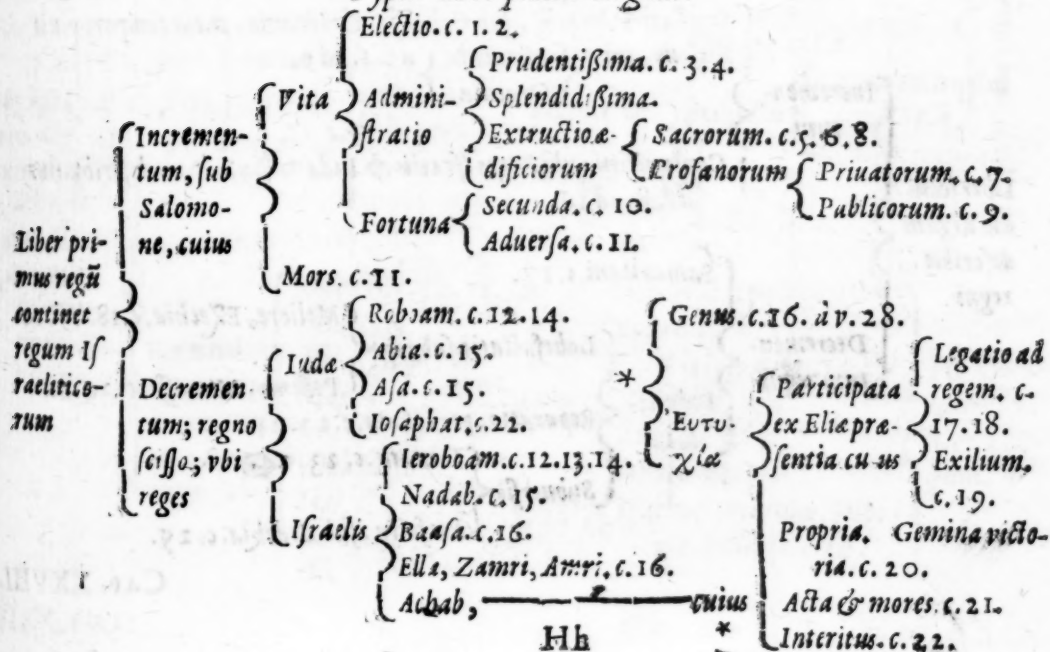 Electio. c. 1. 2.
Vita
Admini-
ſtratio
Prudentiſſima. c. 3. 4.
Splendidiſſima.
Extructio æ-
dificiorum
Sacrorum. c. 5. 6. 8.
Profanorum
Priuatorum. c. 7.
Publicorum. c. 9.
Fortuna
Secunda. c. 10.
Aduerſa. c. 11.
Mors. c. 11.
Incremen-
tum, ſub
Salomo-
ne, cuius
Liber pri-
mus regū
continet
regum Iſ
raelitico-
rum
Decremen
tum; regno
ſciſſo; vbi
reges
Iudæ
Roboam. c. 12. 14.
Abia. c. 15.
Aſa. c. 15.
Ioſaphat. c. 22.
Iſraelis
Ieroboam. c. 12. 13. 14.
Nadab. c. 15.
Baaſa. c. 16.
Ella, Zamri, Amri. c. 16.
Achab, cuius
*
*
Genus. c. 16. à v. 28.
Ευτυ-
χίαι
Participata
ex Eliæ præ-
ſentia cuius
Legatio ad
regem. c.
17. 18.
Exilium.
c. 19.
Propria. Gemina victo-
ria. c. 20.
Acta & mores. c. 21.
Interitus. c. 22.
Hh